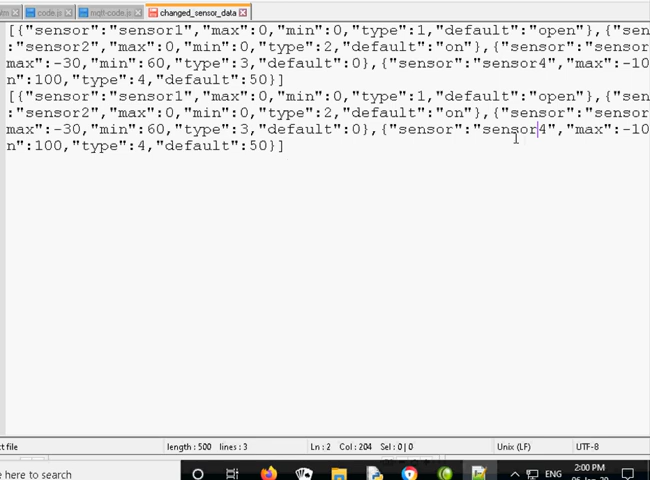 Wm code.js mqtt-code.js changed_sensor_data
[{"sensor":"sensor1","max":0,"min":0,"type":1,"default":"open"},{"sen
:"sensor2","max":0,"min":0,"type":2,"default":"on"},{"sensor":"sensor
max":-30,"min":60,"type":3,"default":0},{"sensor":"sensor4","max":-10
n":100,"type":4,"default":50}]
[{"sensor":"sensor1","max":0,"min":0,"type":1,"default":"open"},{"sen
:"sensor2","max":0,"min":0,"type":2,"default":"on"},{"sensor":"sensor
max":-30,"min":60,"type":3,"default":0},{"sensor":"sensor4","max":-10
n":100,"type":4,"default":50}]
t file length : 500 lines : 3 Ln : 2 Col : 204 Sel : 0 | 0 Unix (LF) UTF-8
e here to search 2:00 PM